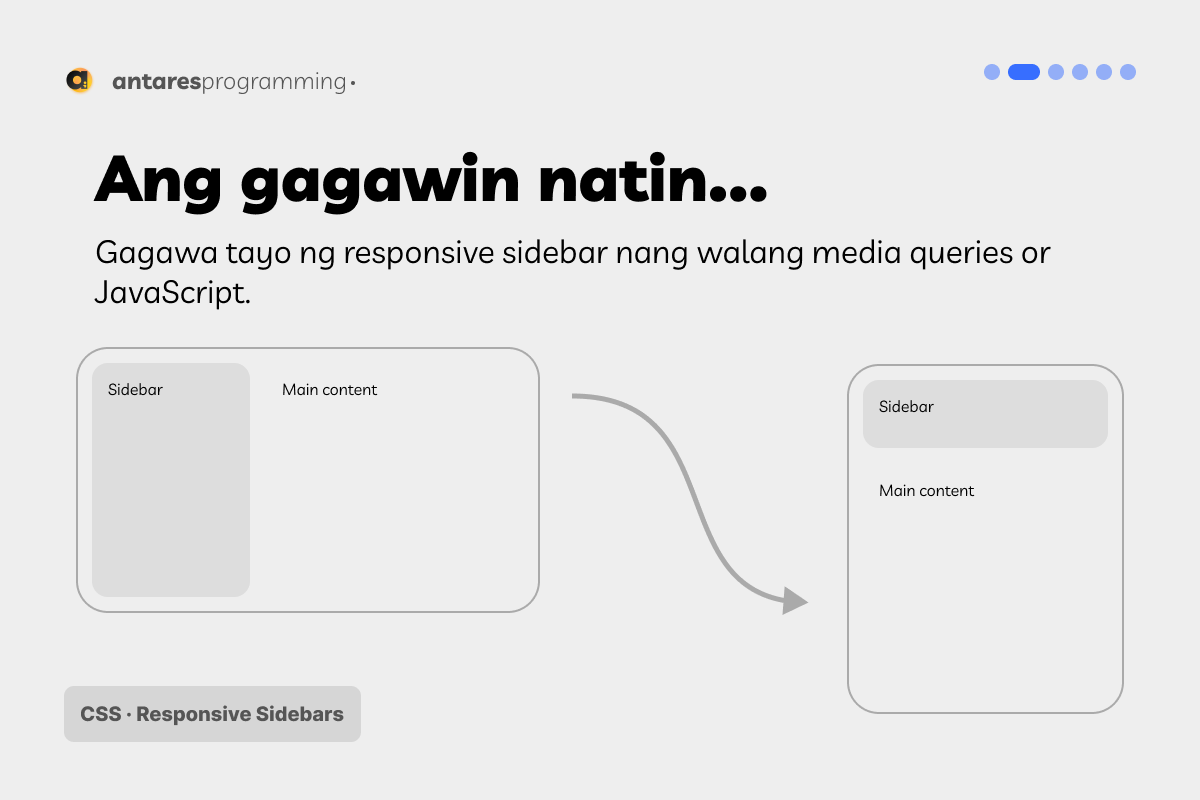 antaresprogramming·
Ang gagawin natin...
Gagawa tayo ng responsive sidebar nang walang media queries or
JavaScript.
Sidebar
Main content
Sidebar
Main content
CSS · Responsive Sidebars